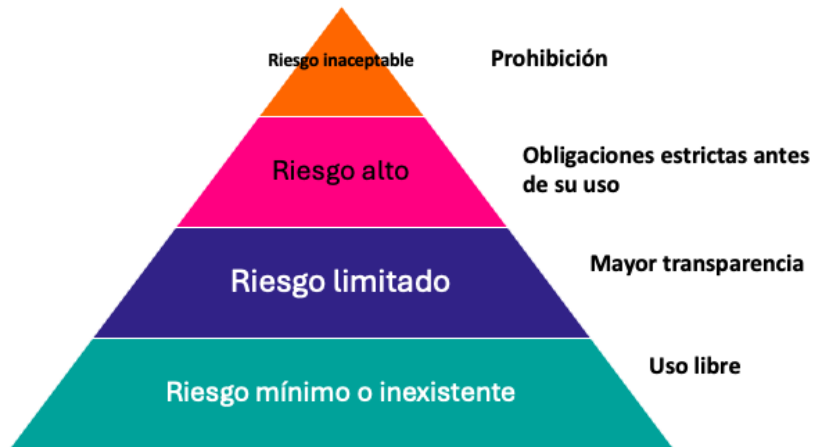 Riesgo inaceptable
Prohibición
Riesgo alto
Obligaciones estrictas antes
de su uso
Riesgo limitado
Mayor transparencia
Riesgo mínimo o inexistente
Uso libre